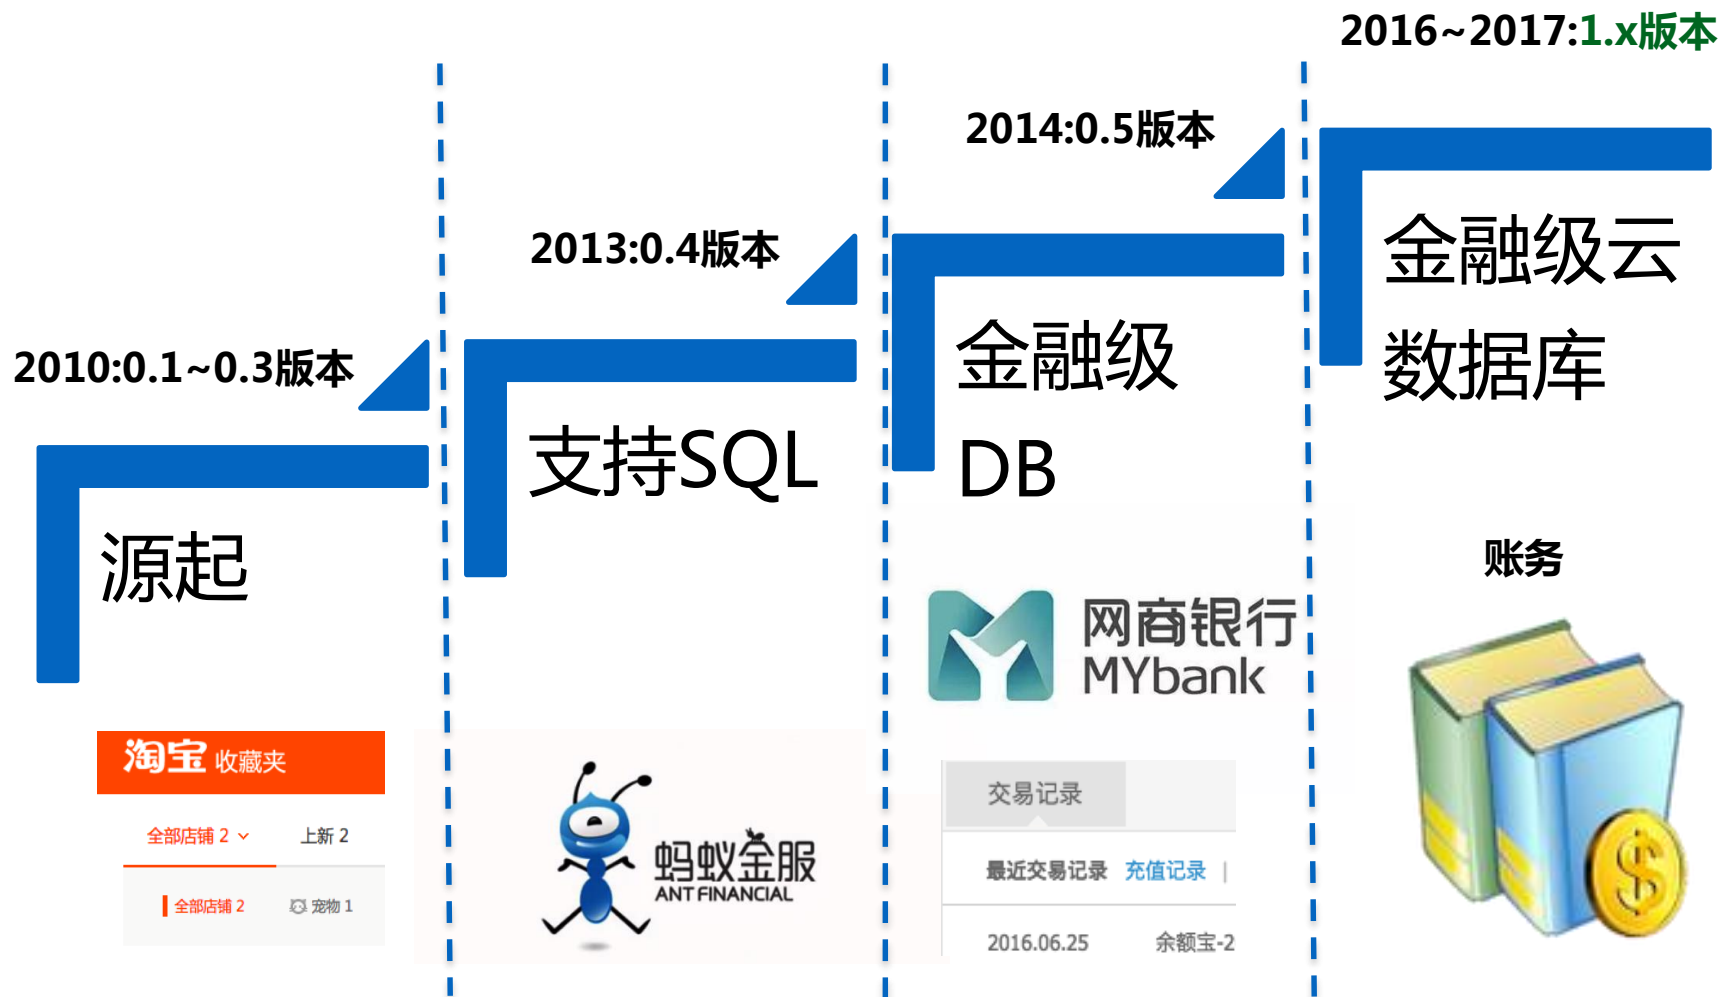 2010:0.1~0.3版本
源起
淘宝 收藏夹
全部店铺 2
上新 2
全部店铺 2
宠物 1
2013:0.4版本
支持SQL
蚂蚁金服
ANT FINANCIAL
2014:0.5版本
金融级
DB
网商银行
MYbank
交易记录
最近交易记录 充值记录 |
2016.06.25 余额宝-2
2016~2017:1.x版本
金融级云
数据库
账务
$